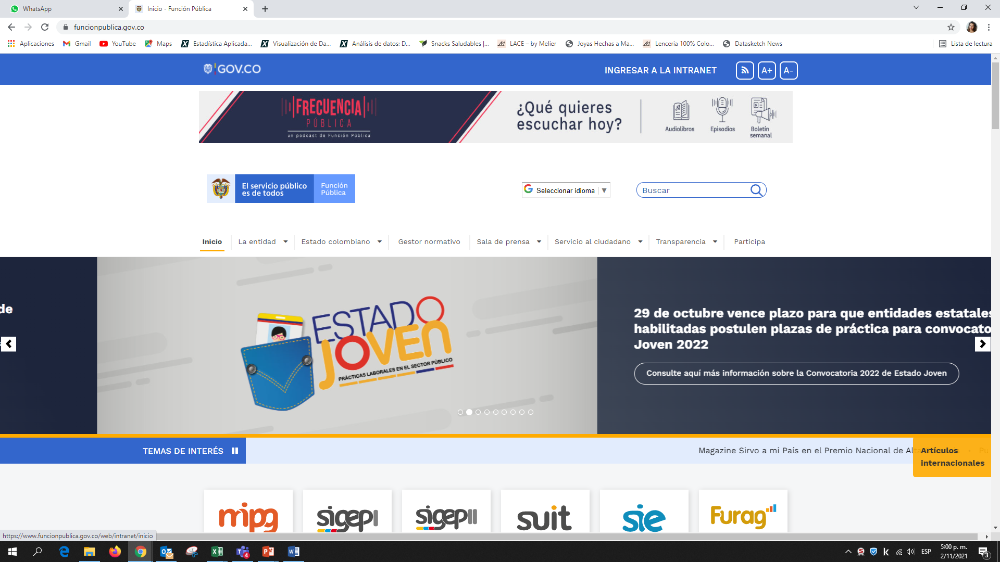 WhatsApp
Inicio - Función Pública
funcionpublica.gov.co
Aplicaciones
Gmail
YouTube
Maps
Estadística Aplicada...
Visualización de Da...
Análisis de datos: D...
Snacks Saludables |...
LACE – by Melier
Joyas Hechas a Ma...
Lenceria 100% Colo...
Datasketch News
Lista de lectura
GOV.CO
INGRESAR A LA INTRANET
A+
A-
FRECUENCIA
PÚBLICA
un podcast de Función Pública
¿Qué quieres
escuchar hoy?
Audiolibros
Episodios
Boletín
semanal
El servicio público
es de todos
Función
Pública
Seleccionar idioma
Buscar
Inicio
La entidad
Estado colombiano
Gestor normativo
Sala de prensa
Servicio al ciudadano
Transparencia
Participa
de
ESTADO
JOVEN
PRÁCTICAS LABORALES EN EL SECTOR PÚBLICO
29 de octubre vence plazo para que entidades estatales
habilitadas postulen plazas de práctica para convocato
Joven 2022
Consulte aquí más información sobre la Convocatoria 2022 de Estado Joven
TEMAS DE INTERÉS
Magazine Sirvo a mi País en el Premio Nacional de Alta
Pu
Artículos
internacionales
mipg
sigepI
sigepII
suit
sie
Furag
https://www.funcionpublica.gov.co/web/intranet/inicio
4
ESP
5:00 p. m.
2/11/2021
3